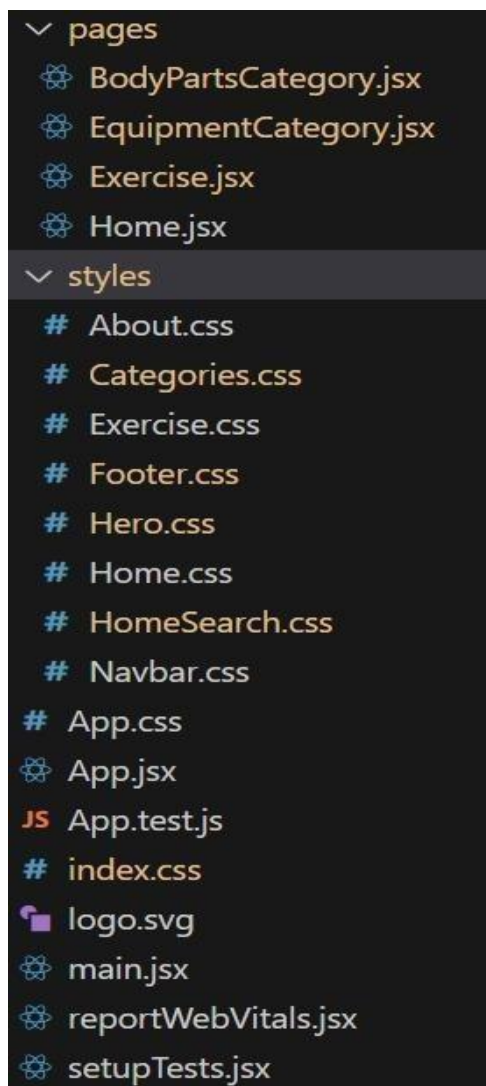 pages
BodyPartsCategory.jsx
EquipmentCategory.jsx
Exercise.jsx
Home.jsx
styles
# About.css
# Categories.css
# Exercise.css
# Footer.css
# Hero.css
# Home.css
# HomeSearch.css
# Navbar.css
# App.css
App.jsx
JS App.test.js
# index.css
logo.svg
main.jsx
reportWebVitals.jsx
setupTests.jsx